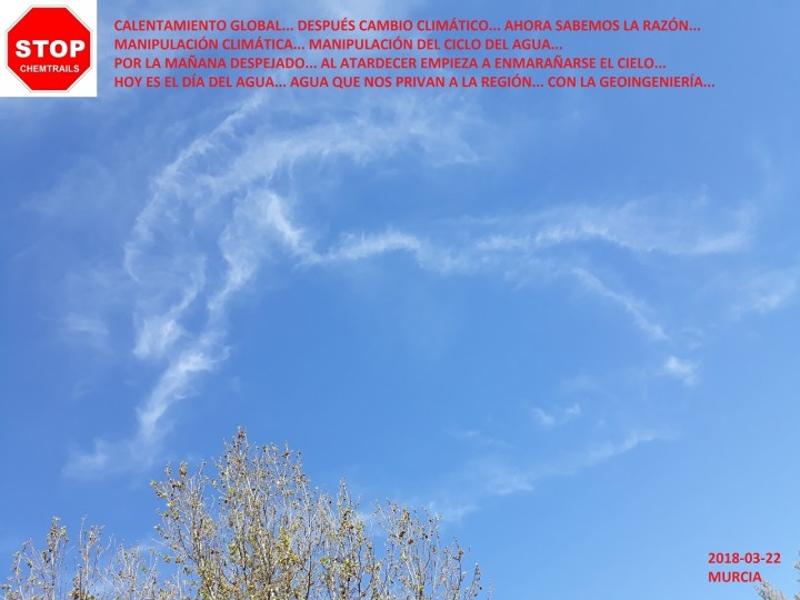 STOP
CHEMTRAILS
CALENTAMIENTO GLOBAL... DESPUÉS CAMBIO CLIMÁTICO... AHORA SABEMOS LA RAZÓN...
MANIPULACIÓN CLIMÁTICA... MANIPULACIÓN DEL CICLO DEL AGUA...
POR LA MAÑANA DESPEJADO... AL ATARDECER EMPIEZA A ENMARAÑARSE EL CIELO...
HOY ES EL DÍA DEL AGUA... AGUA QUE NOS PRIVAN A LA REGIÓN... CON LA GEOINGENIERÍA...
2018-03-22
MURCIA